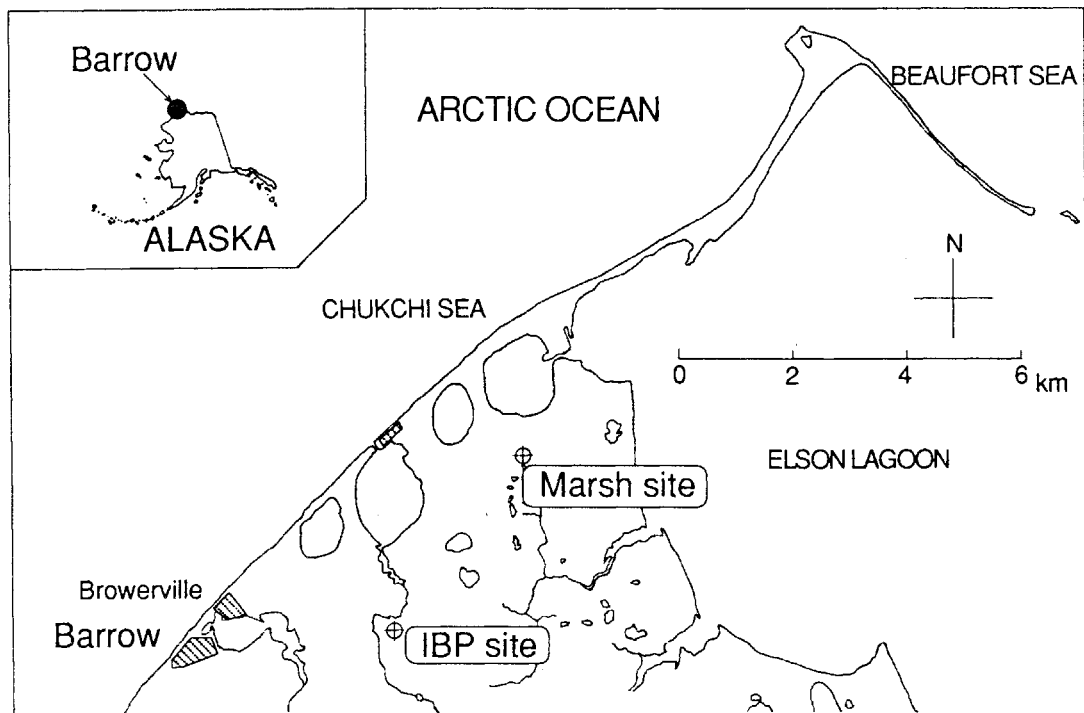 Barrow
ALASKA
ARCTIC OCEAN
BEAUFORT SEA
N
CHUKCHI SEA
0 2 4 6 km
ELSON LAGOON
Marsh site
Browerville
Barrow
IBP site